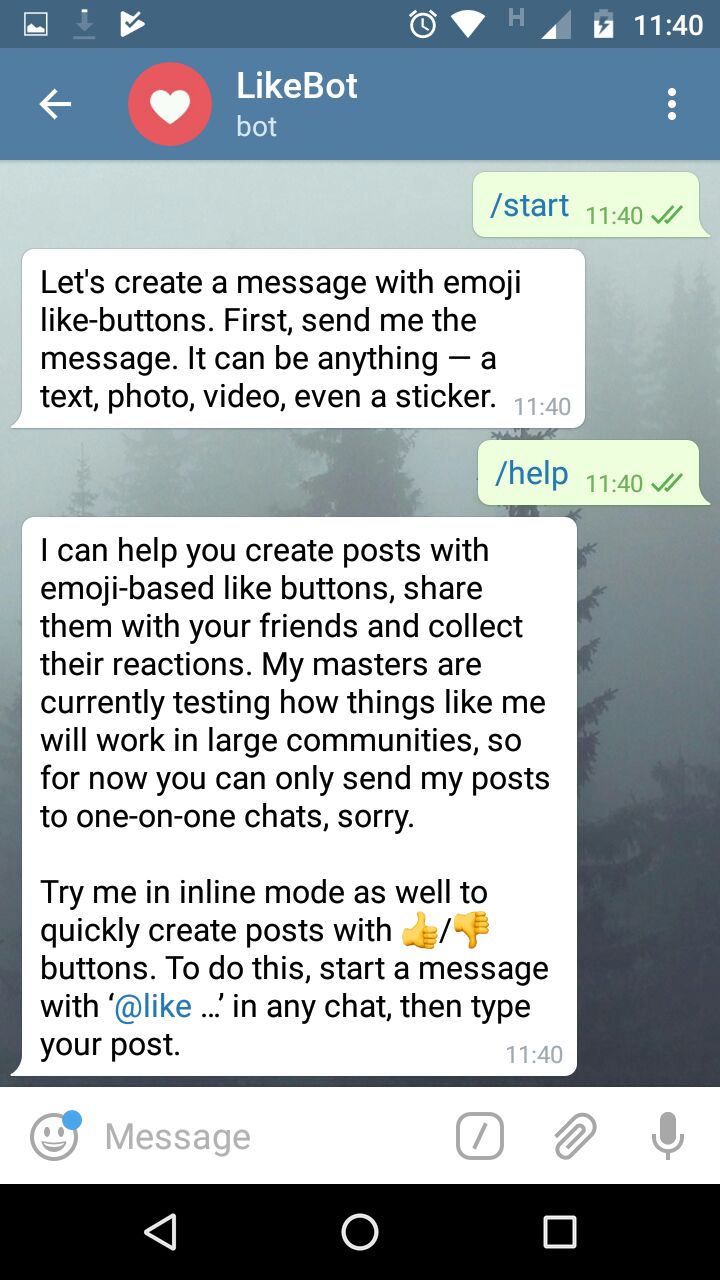 H 11:40
LikeBot
bot
/start 11:40
Let's create a message with emoji
like-buttons. First, send me the
message. It can be anything — a
text, photo, video, even a sticker. 11:40
/help 11:40
I can help you create posts with
emoji-based like buttons, share
them with your friends and collect
their reactions. My masters are
currently testing how things like me
will work in large communities, so
for now you can only send my posts
to one-on-one chats, sorry.
Try me in inline mode as well to
quickly create posts with 👍/👎
buttons. To do this, start a message
with ‘@like …’ in any chat, then type
your post. 11:40
Message